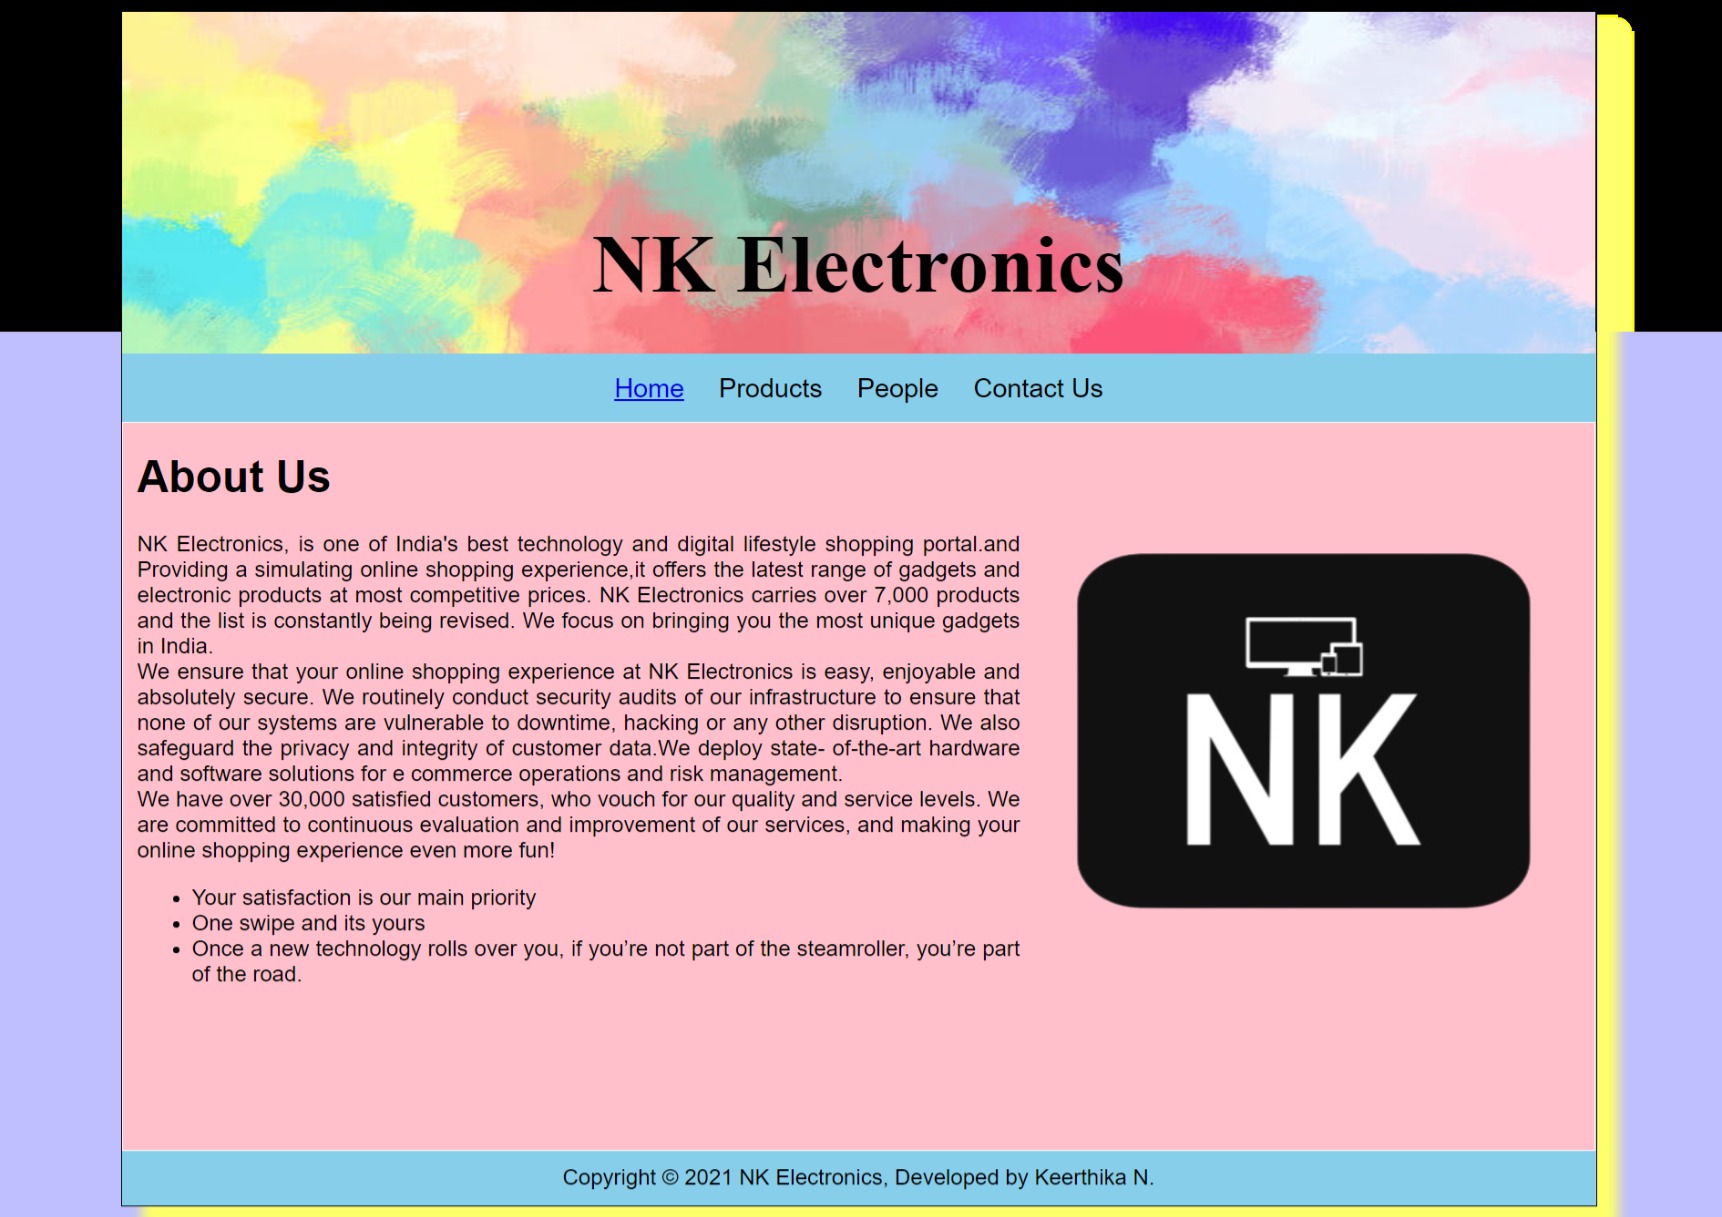 NK Electronics
Home Products People Contact Us
About Us
NK Electronics, is one of India's best technology and digital lifestyle shopping portal.and
Providing a simulating online shopping experience,it offers the latest range of gadgets and
electronic products at most competitive prices. NK Electronics carries over 7,000 products
and the list is constantly being revised. We focus on bringing you the most unique gadgets
in India.
We ensure that your online shopping experience at NK Electronics is easy, enjoyable and
absolutely secure. We routinely conduct security audits of our infrastructure to ensure that
none of our systems are vulnerable to downtime, hacking or any other disruption. We also
safeguard the privacy and integrity of customer data.We deploy state- of-the-art hardware
and software solutions for e commerce operations and risk management.
We have over 30,000 satisfied customers, who vouch for our quality and service levels. We
are committed to continuous evaluation and improvement of our services, and making your
online shopping experience even more fun!
• Your satisfaction is our main priority
• One swipe and its yours
• Once a new technology rolls over you, if you’re not part of the steamroller, you’re part
of the road.
NK
Copyright © 2021 NK Electronics, Developed by Keerthika N.